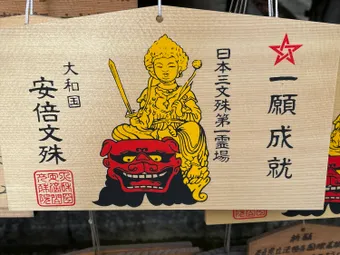 一願成就
日本三文殊第一霊場
大和国
安倍文殊